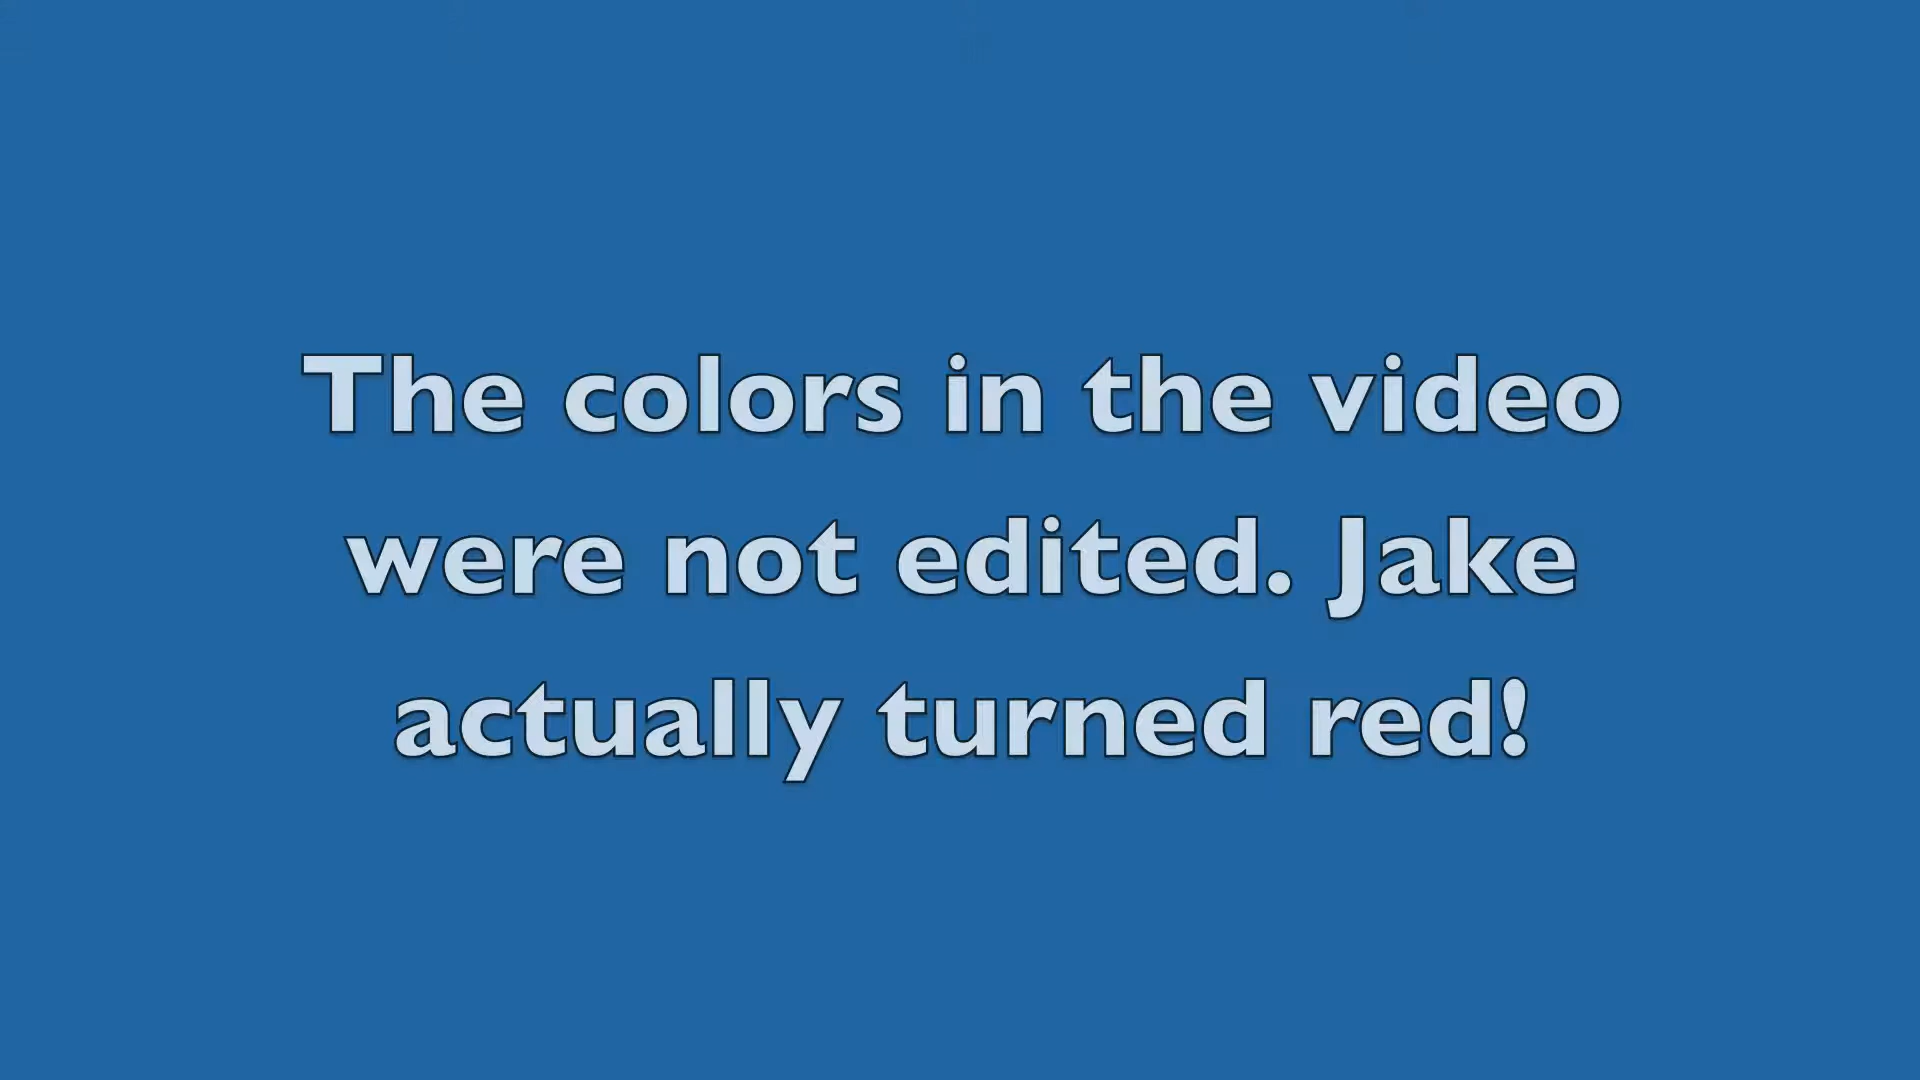 The colors in the video
were not edited. Jake
actually turned red!